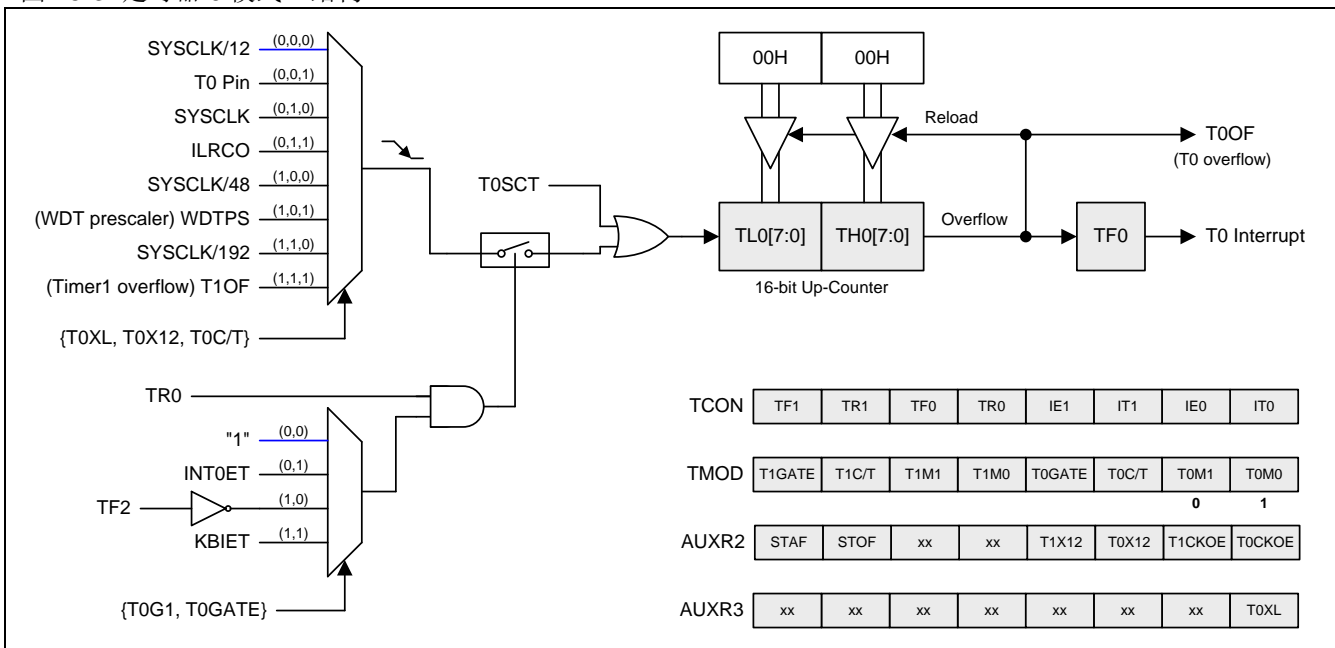 SYSCLK/12 (0,0,0)
T0 Pin (0,0,1)
SYSCLK (0,1,0)
ILRCO (0,1,1)
SYSCLK/48 (1,0,0)
(WDT prescaler) WDTPS (1,0,1)
SYSCLK/192 (1,1,0)
(Timer1 overflow) T1OF (1,1,1)
{T0XL, T0X12, T0C/T}
T0SCT
00H 00H
Reload
T0OF
(T0 overflow)
TL0[7:0] TH0[7:0]
Overflow
TF0
T0 Interrupt
16-bit Up-Counter
TR0
"1" (0,0)
INT0ET (0,1)
TF2 (1,0)
KBIET (1,1)
{T0G1, T0GATE}
TCON TF1 TR1 TF0 TR0 IE1 IT1 IE0 IT0
TMOD T1GATE T1C/T T1M1 T1M0 T0GATE T0C/T T0M1 T0M0
0 1
AUXR2 STAF STOF xx xx T1X12 T0X12 T1CKOE T0CKOE
AUXR3 xx xx xx xx xx xx xx T0XL